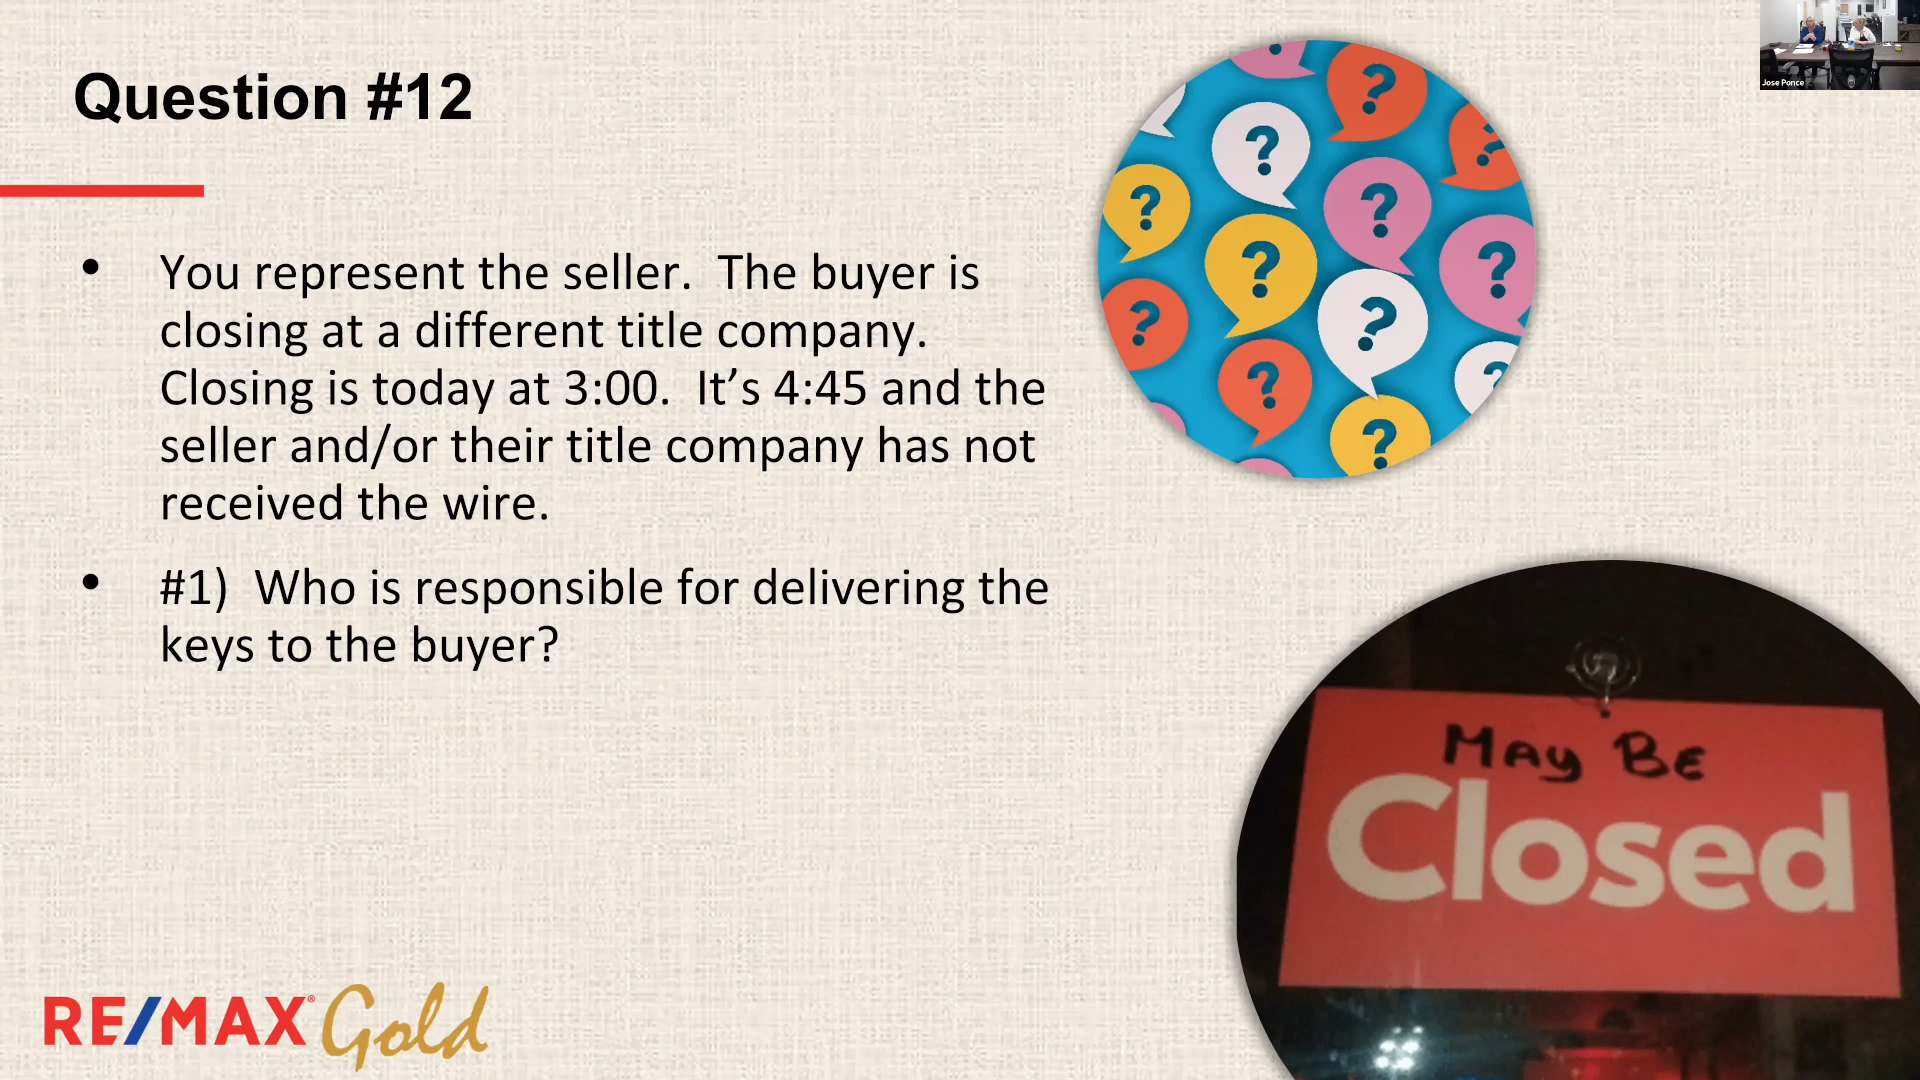 Question #12
Jose Ponce
• You represent the seller.  The buyer is
closing at a different title company.
Closing is today at 3:00.  It’s 4:45 and the
seller and/or their title company has not
received the wire.
• #1)  Who is responsible for delivering the
keys to the buyer?
? ? ? ? ? ? ? ? ? ? ? ? ?
MAy BE
Closed
RE/MAX® Gold